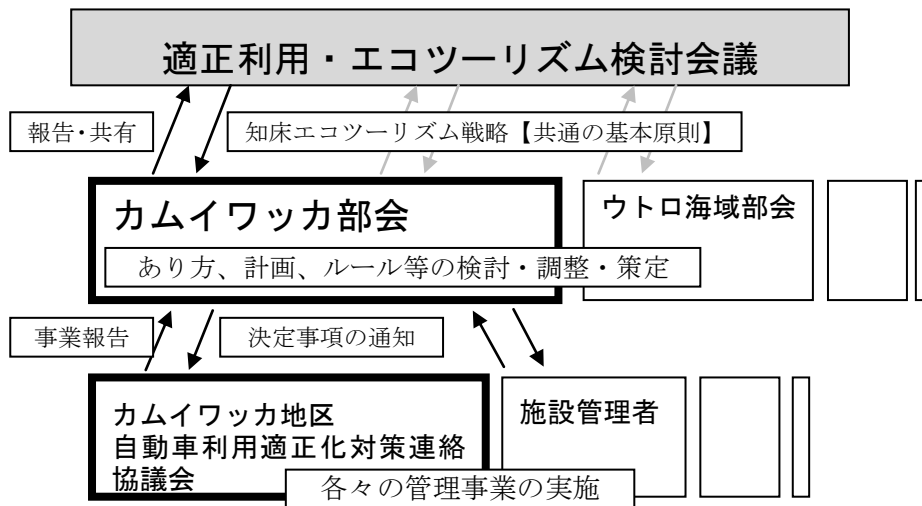 適正利用・エコツーリズム検討会議
報告・共有
知床エコツーリズム戦略【共通の基本原則】
カムイワッカ部会
ウトロ海域部会
あり方、計画、ルール等の検討・調整・策定
事業報告
決定事項の通知
カムイワッカ地区
自動車利用適正化対策連絡
協議会
施設管理者
各々の管理事業の実施